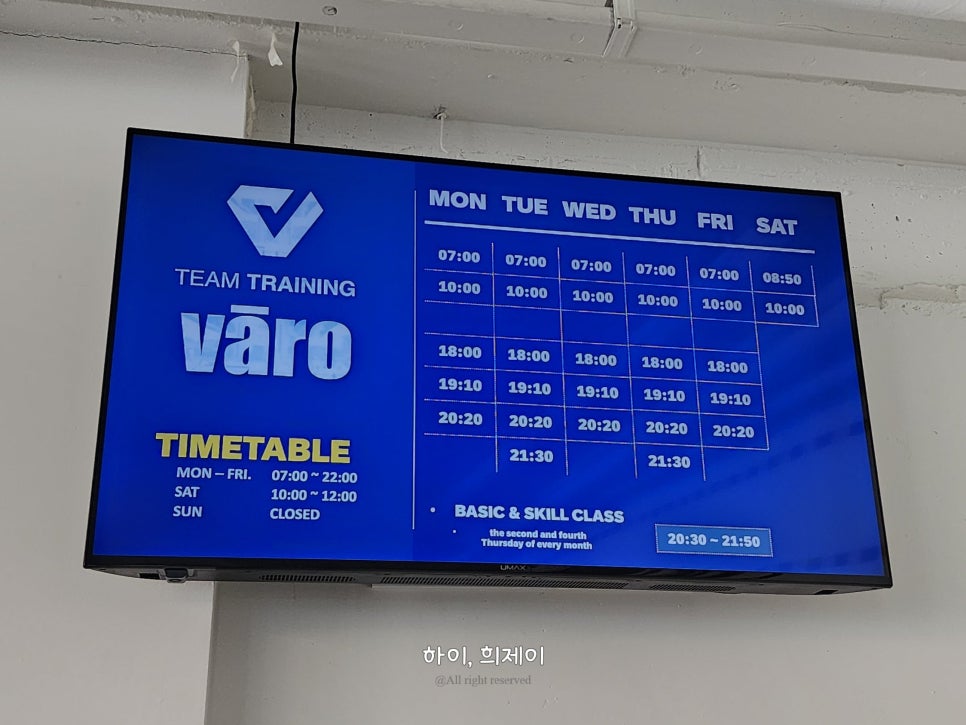 TEAM TRAINING
vāro
TIMETABLE
MON – FRI. 07:00 ~ 22:00
SAT 10:00 ~ 12:00
SUN CLOSED
MON TUE WED THU FRI SAT
07:00 07:00 07:00 07:00 07:00 08:50
10:00 10:00 10:00 10:00 10:00 10:00
18:00 18:00 18:00 18:00 18:00
19:10 19:10 19:10 19:10 19:10
20:20 20:20 20:20 20:20 20:20
21:30 21:30
• BASIC & SKILL CLASS
• the second and fourth
Thursday of every month
20:30 ~ 21:50
UMAX
하이, 희제이
@All right reserved